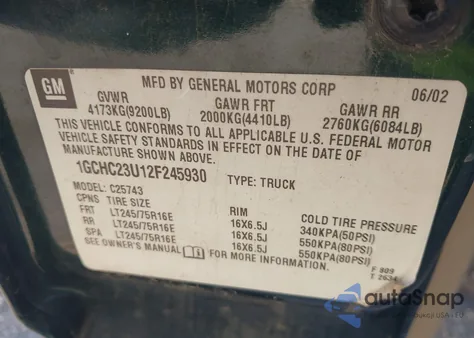 GM
MFD BY GENERAL MOTORS CORP 06/02
GVWR GAWR FRT GAWR RR
4173KG(9200LB) 2000KG(4410LB) 2760KG(6084LB)
THIS VEHICLE CONFORMS TO ALL APPLICABLE U.S. FEDERAL MOTOR
VEHICLE SAFETY STANDARDS IN EFFECT ON THE DATE OF
MANUFACTURE SHOWN ABOVE.
1GCHC23U12F245930 TYPE: TRUCK
MODEL: C25743
CPNS TIRE SIZE RIM COLD TIRE PRESSURE
FRT LT245/75R16E 16X6.5J 340KPA(50PSI)
RR LT245/75R16E 16X6.5J 550KPA(80PSI)
SPA LT245/75R16E 16X6.5J 550KPA(80PSI)
SEE OWNER'S MANUAL FOR MORE INFORMATION.
F 809
T 2634
autoSnap